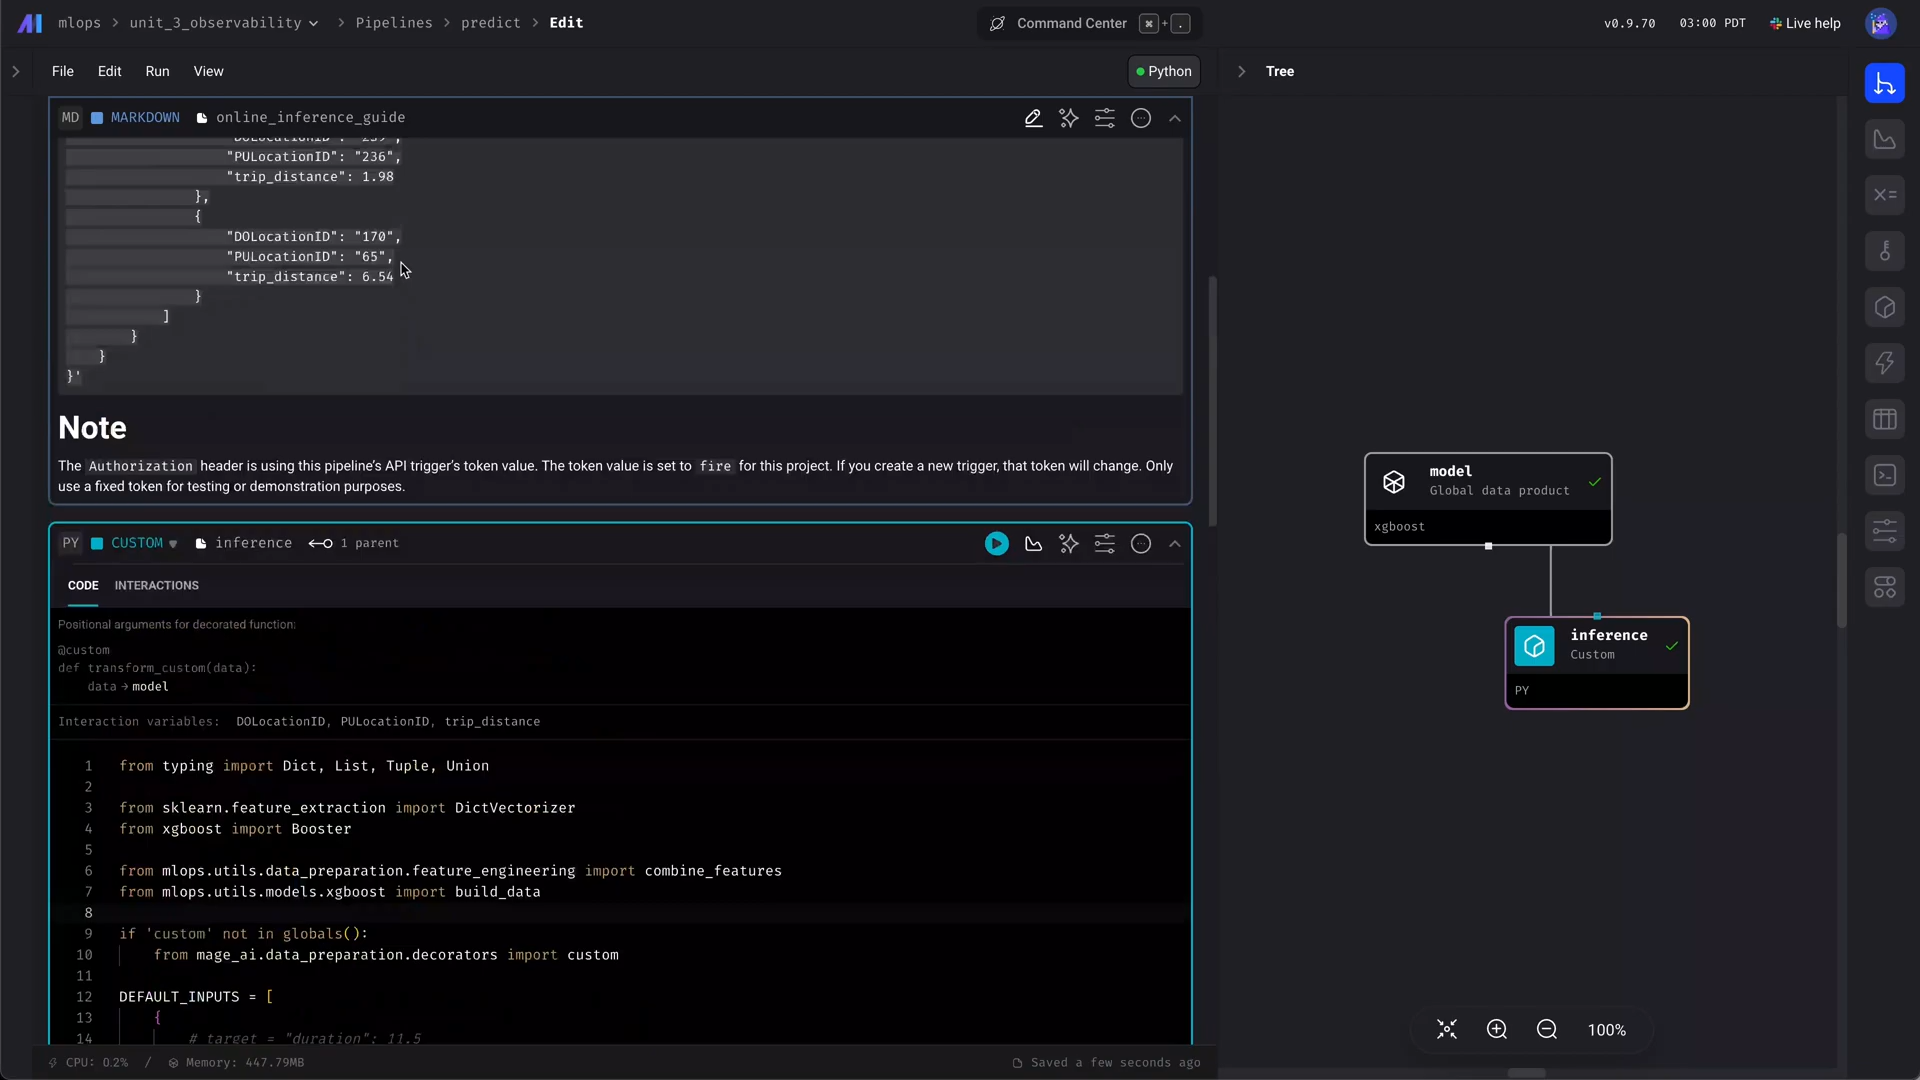 mlops > unit_3_observability > Pipelines > predict > Edit
Command Center ⌘ + .
v0.9.70 03:00 PDT Live help
File Edit Run View
Python
Tree
MD MARKDOWN online_inference_guide
"DOLocationID": "239",
"PULocationID": "236",
"trip_distance": 1.98
},
{
"DOLocationID": "170",
"PULocationID": "65",
"trip_distance": 6.54
}
]
}
}
}'
Note
The Authorization header is using this pipeline's API trigger's token value. The token value is set to fire for this project. If you create a new trigger, that token will change. Only
use a fixed token for testing or demonstration purposes.
PY CUSTOM inference 1 parent
CODE INTERACTIONS
Positional arguments for decorated function:
@custom
def transform_custom(data):
data → model
Interaction variables: DOLocationID, PULocationID, trip_distance
1 from typing import Dict, List, Tuple, Union
2
3 from sklearn.feature_extraction import DictVectorizer
4 from xgboost import Booster
5
6 from mlops.utils.data_preparation.feature_engineering import combine_features
7 from mlops.utils.models.xgboost import build_data
8
9 if 'custom' not in globals():
10 from mage_ai.data_preparation.decorators import custom
11
12 DEFAULT_INPUTS = [
13 {
14 # target = "duration": 11.5
CPU: 0.2% / Memory: 447.79MB
Saved a few seconds ago
model
Global data product
xgboost
inference
Custom
PY
100%